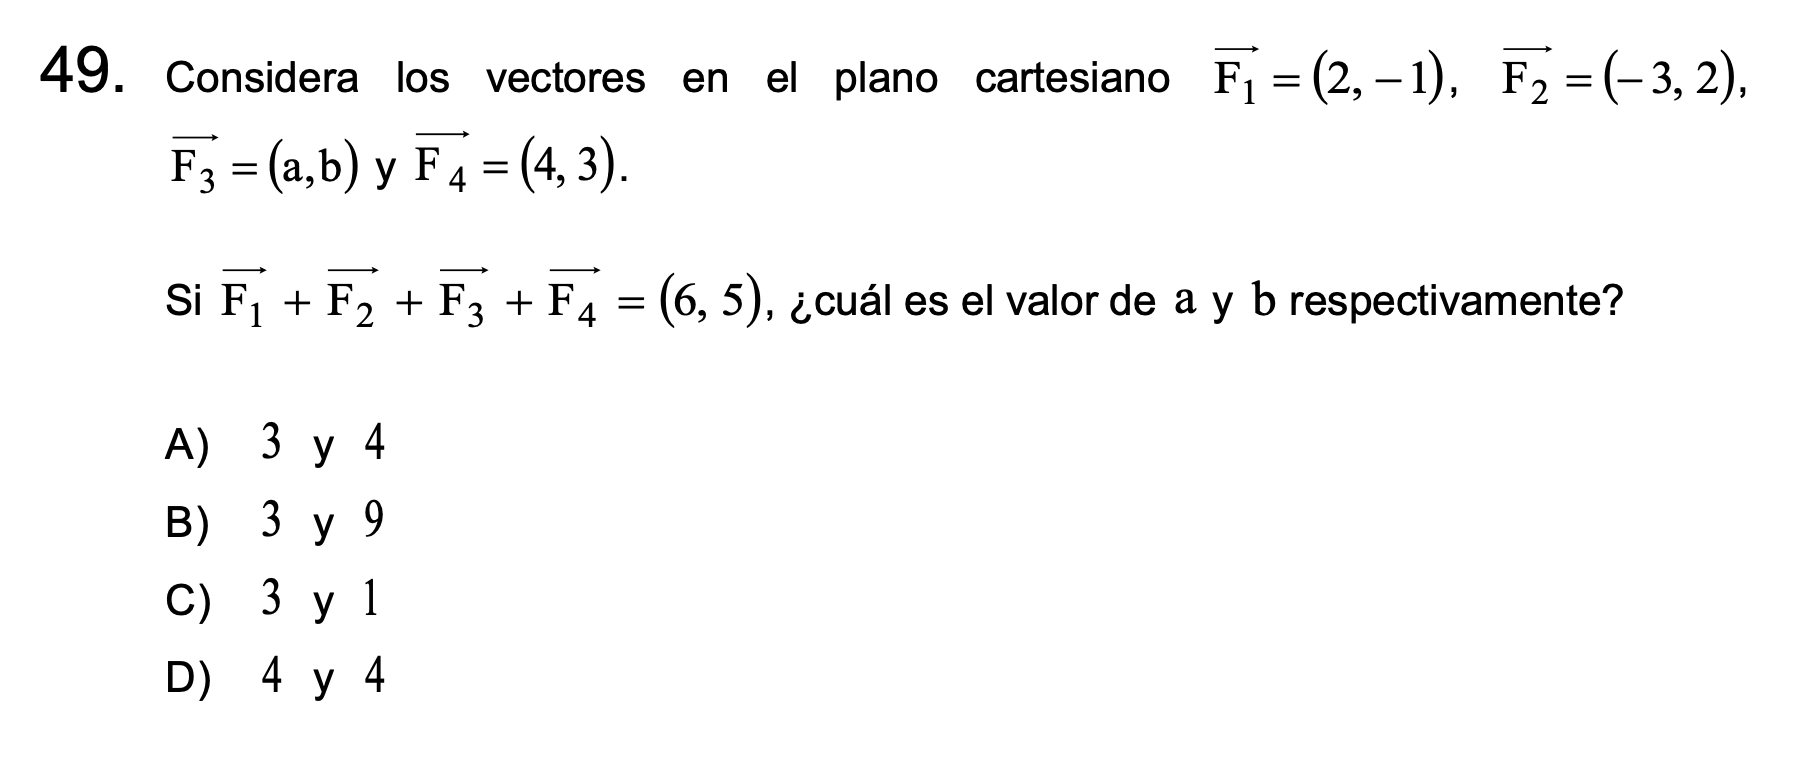 49. Considera los vectores en el plano cartesiano $\overrightarrow{F_1} = (2, -1)$, $\overrightarrow{F_2} = (-3, 2)$,
$\overrightarrow{F_3} = (a, b)$ y $\overrightarrow{F_4} = (4, 3)$.
Si $\overrightarrow{F_1} + \overrightarrow{F_2} + \overrightarrow{F_3} + \overrightarrow{F_4} = (6, 5)$, ¿cuál es el valor de a y b respectivamente?
A) 3 y 4
B) 3 y 9
C) 3 y 1
D) 4 y 4